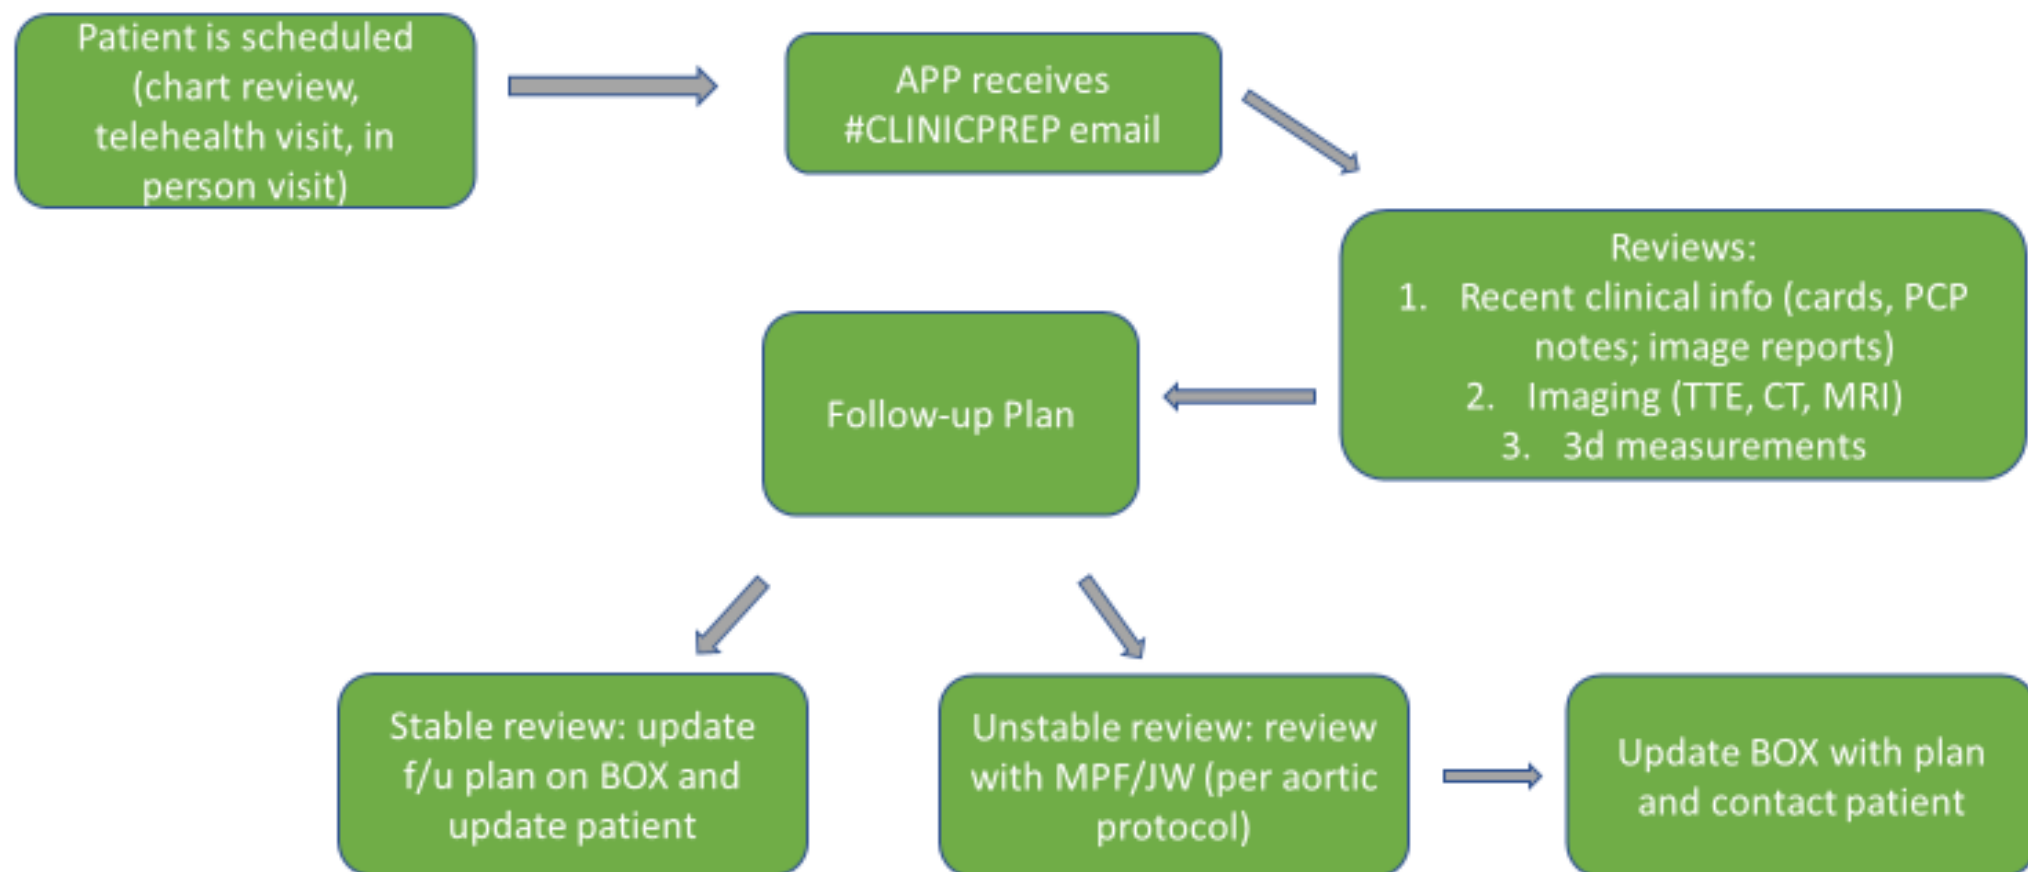 Patient is scheduled
(chart review,
telehealth visit, in
person visit)
APP receives
#CLINICPREP email
Reviews:
1. Recent clinical info (cards, PCP
notes; image reports)
2. Imaging (TTE, CT, MRI)
3. 3d measurements
Follow-up Plan
Stable review: update
f/u plan on BOX and
update patient
Unstable review: review
with MPF/JW (per aortic
protocol)
Update BOX with plan
and contact patient